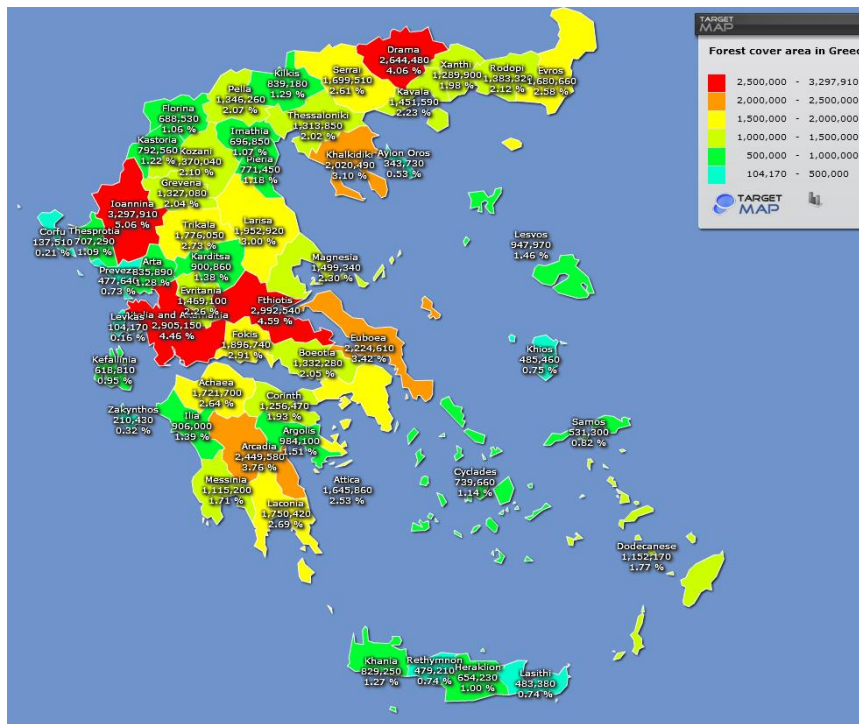 TARGET
MAP
Forest cover area in Greec
2,500,000 - 3,297,910
2,000,000 - 2,500,000
1,500,000 - 2,000,000
1,000,000 - 1,500,000
500,000 - 1,000,000
104,170 - 500,000
TARGET
MAP
Drama
2,644,480
4.06 %
Serrai
1,699,510
2.61 %
Kilkis
839,180
1.29 %
Xanthi
1,289,900
1.98 %
Rodopi
1,383,320
2.12 %
Evros
1,680,660
2.58 %
Pella
1,346,260
2.07 %
Kavala
1,451,590
2.23 %
Florina
688,530
1.06 %
Thessaloniki
1,313,850
2.02 %
Imathia
696,850
1.07 %
Kastoria
792,560
1.22 %
Kozani
1,370,040
2.10 %
Pieria
771,450
1.18 %
Khalkidiki
2,020,490
3.10 %
Ayion Oros
343,730
0.53 %
Grevena
1,327,080
2.04 %
Ioannina
3,297,910
5.06 %
Corfu
137,510
0.21 %
Thesprotia
707,290
1.09 %
Trikala
1,776,050
2.73 %
Larisa
1,952,920
3.00 %
Lesvos
947,970
1.46 %
Karditsa
900,860
1.38 %
Magnesia
1,499,340
2.30 %
Arta
835,890
1.28 %
477,640
0.73 %
Evritania
1,469,100
2.26 %
Fthiotis
2,992,540
4.59 %
Levkas
104,170
0.16 %
2,905,150
4.46 %
Fokis
1,896,740
2.91 %
Euboea
2,224,610
3.42 %
Boeotia
1,332,280
2.05 %
Khios
485,460
0.75 %
Kefallinia
618,810
0.95 %
Achaea
1,721,700
2.64 %
Corinth
1,256,470
1.93 %
Zakynthos
210,430
0.32 %
Ilia
906,000
1.39 %
Argolis
984,100
1.51 %
Samos
531,300
0.82 %
Arcadia
2,449,580
3.76 %
Cyclades
739,660
1.14 %
Attica
1,645,860
2.53 %
Messinia
1,115,200
1.71 %
Laconia
1,750,420
2.69 %
Dodecanese
1,152,170
1.77 %
Khania
829,250
1.27 %
Rethymnon
479,210
0.74 %
Heraklion
654,230
1.00 %
Lasithi
483,380
0.74 %